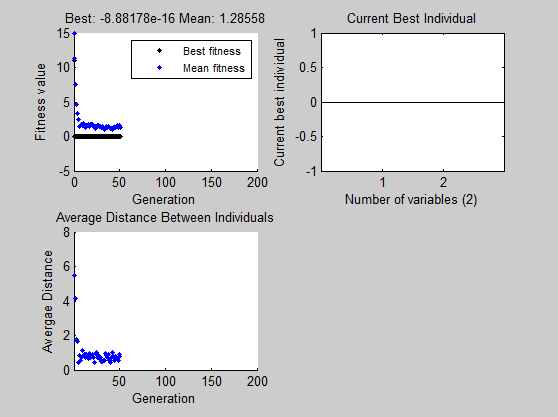 Best: -8.88178e-16 Mean: 1.28558
15
10
5
0
-5
Fitness value
Best fitness
Mean fitness
0
50
100
150
200
Generation
Current Best Individual
1
0.5
0
-0.5
-1
Current best individual
1
2
Number of variables (2)
Average Distance Between Individuals
8
6
4
2
0
Avergae Distance
0
50
100
150
200
Generation